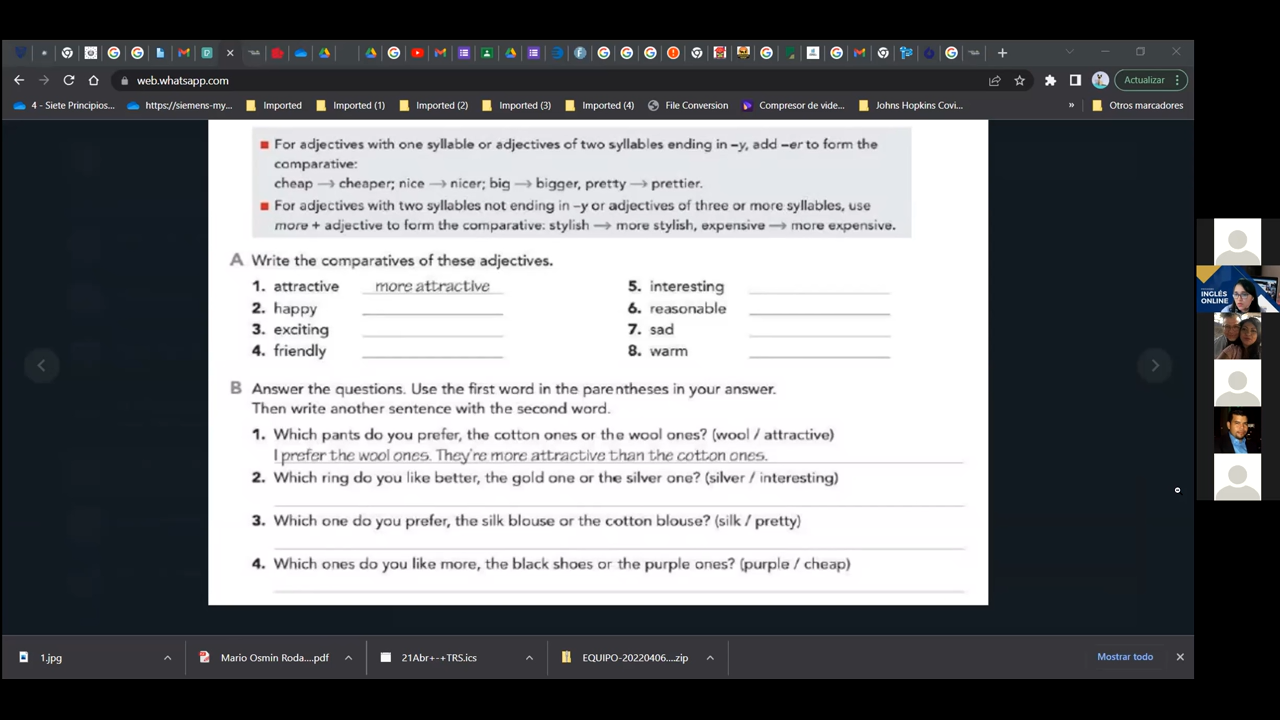 web.whatsapp.com
Actualizar
4 - Siete Principios...
https://siemens-my...
Imported
Imported (1)
Imported (2)
Imported (3)
Imported (4)
File Conversion
Compresor de vide...
Johns Hopkins Covi...
»
Otros marcadores
For adjectives with one syllable or adjectives of two syllables ending in –y, add –er to form the
comparative:
cheap → cheaper; nice → nicer; big → bigger, pretty → prettier.
For adjectives with two syllables not ending in –y or adjectives of three or more syllables, use
more + adjective to form the comparative: stylish → more stylish, expensive → more expensive.
A Write the comparatives of these adjectives.
1. attractive more attractive
2. happy
3. exciting
4. friendly
5. interesting
6. reasonable
7. sad
8. warm
B Answer the questions. Use the first word in the parentheses in your answer.
Then write another sentence with the second word.
1. Which pants do you prefer, the cotton ones or the wool ones? (wool / attractive)
I prefer the wool ones. They're more attractive than the cotton ones.
2. Which ring do you like better, the gold one or the silver one? (silver / interesting)
3. Which one do you prefer, the silk blouse or the cotton blouse? (silk / pretty)
4. Which ones do you like more, the black shoes or the purple ones? (purple / cheap)
INGLÉS
ONLINE
1.jpg
Mario Osmin Roda....pdf
21Abr+-+TRS.ics
EQUIPO-20220406....zip
Mostrar todo